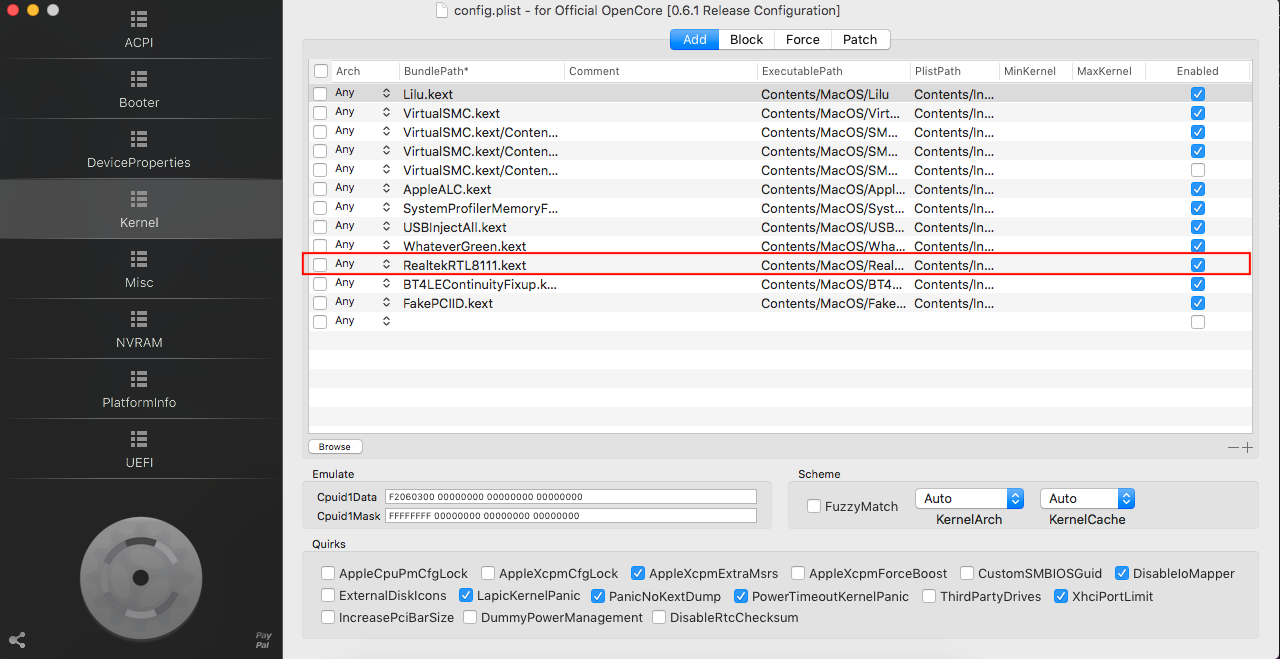 config.plist - for Official OpenCore [0.6.1 Release Configuration]
ACPI
Booter
DeviceProperties
Kernel
Misc
NVRAM
PlatformInfo
UEFI
Pay
Pal
Add Block Force Patch
Arch BundlePath* Comment ExecutablePath PlistPath MinKernel MaxKernel Enabled
Any Lilu.kext Contents/MacOS/Lilu Contents/In...
Any VirtualSMC.kext Contents/MacOS/Virt... Contents/In...
Any VirtualSMC.kext/Conten... Contents/MacOS/SM... Contents/In...
Any VirtualSMC.kext/Conten... Contents/MacOS/SM... Contents/In...
Any VirtualSMC.kext/Conten... Contents/MacOS/SM... Contents/In...
Any AppleALC.kext Contents/MacOS/Appl... Contents/In...
Any SystemProfilerMemoryF... Contents/MacOS/Syst... Contents/In...
Any USBInjectAll.kext Contents/MacOS/USB... Contents/In...
Any WhateverGreen.kext Contents/MacOS/Wha... Contents/In...
Any RealtekRTL8111.kext Contents/MacOS/Real... Contents/In...
Any BT4LEContinuityFixup.k... Contents/MacOS/BT4... Contents/In...
Any FakePCIID.kext Contents/MacOS/Fake... Contents/In...
Any
Browse
Emulate
Cpuid1Data F2060300 00000000 00000000 00000000
Cpuid1Mask FFFFFFFF 00000000 00000000 00000000
Scheme
FuzzyMatch Auto Auto
KernelArch KernelCache
Quirks
AppleCpuPmCfgLock AppleXcpmCfgLock AppleXcpmExtraMsrs AppleXcpmForceBoost CustomSMBIOSGuid DisableIoMapper
ExternalDiskIcons LapicKernelPanic PanicNoKextDump PowerTimeoutKernelPanic ThirdPartyDrives XhciPortLimit
IncreasePciBarSize DummyPowerManagement DisableRtcChecksum